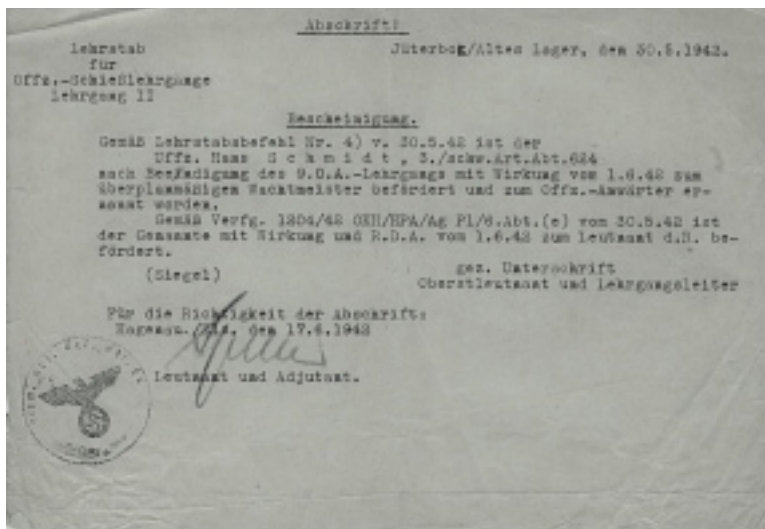 Abschrift!
Lehrstab
für
Offz.-Schießlehrgänge
Lehrgang II
Jüterbog/Altes Lager, den 30.5.1942.
Bescheinigung.
Gemäß Lehrstabsbefehl Nr. 4) v. 30.5.42 ist der
Uffz. Hans Schmidt, 3./schw.Art.Abt.624
nach Beendigung des 9.O.A.-Lehrgangs mit Wirkung vom 1.6.42 zum
überplanmäßigen Wachtmeister befördert und zum Offz.-Anwärter er-
nannt worden.
Gemäß Verfg. 1204/42 OKH/HPA/Ag P1/6.Abt.(e) vom 30.5.42 ist
der Genannte mit Wirkung und R.D.A. vom 1.6.42 zum Leutnant d.R. be-
fördert.
(Siegel)
gez. Unterschrift
Oberstleutnant und Lehrgangsleiter
Für die Richtigkeit der Abschrift:
Hagenau./Els. den 17.6.1942
Leutnant und Adjutant.